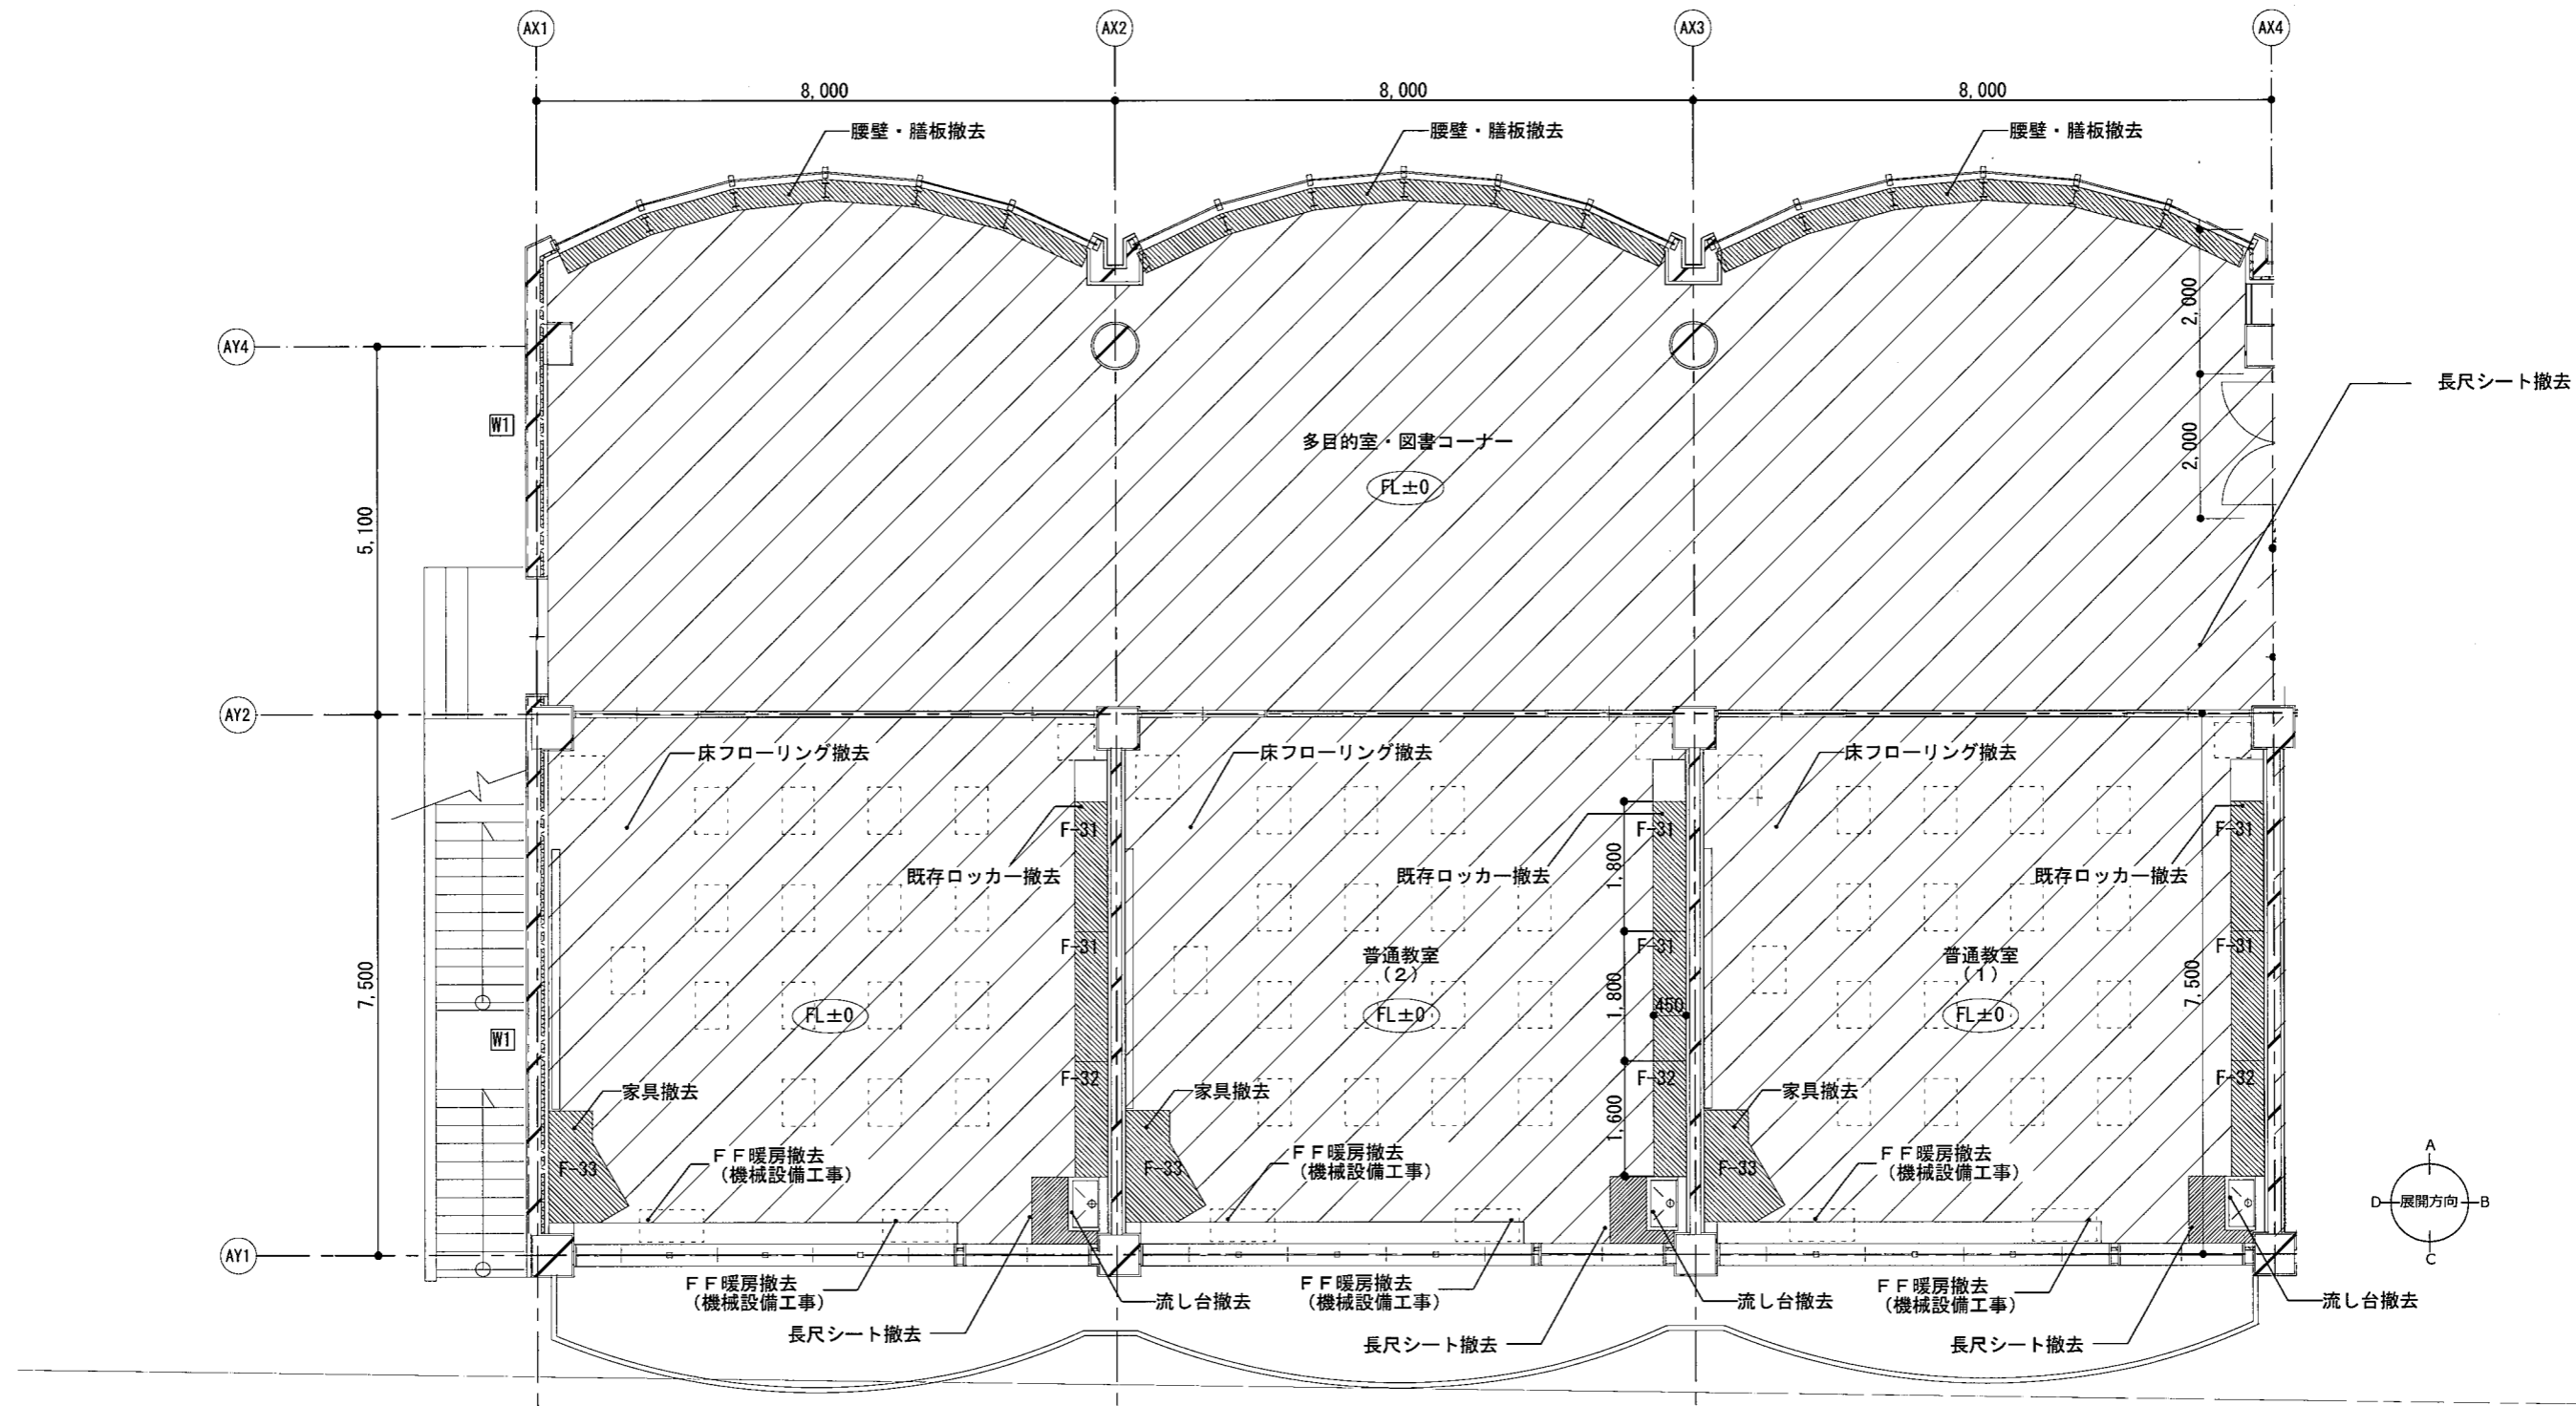 AX1
AX2
AX3
AX4
8,000
8,000
8,000
腰壁・膳板撤去
腰壁・膳板撤去
腰壁・膳板撤去
AY4
2,000
長尺シート撤去
W1
多目的室・図書コーナー
2,000
FL±0
5,100
AY2
床フローリング撤去
床フローリング撤去
床フローリング撤去
F-31
F-31
F-31
既存ロッカー撤去
既存ロッカー撤去
既存ロッカー撤去
1,800
F-31
F-31
F-31
普通教室
(2)
普通教室
(1)
7,500
7,500
1,800
450
FL±0
FL±0
FL±0
W1
F-32
F-32
F-32
家具撤去
家具撤去
家具撤去
1,600
F-33
F-33
F-33
FF暖房撤去
(機械設備工事)
FF暖房撤去
(機械設備工事)
FF暖房撤去
(機械設備工事)
A
D
展開方向
B
C
AY1
FF暖房撤去
(機械設備工事)
FF暖房撤去
(機械設備工事)
FF暖房撤去
(機械設備工事)
流し台撤去
流し台撤去
流し台撤去
長尺シート撤去
長尺シート撤去
長尺シート撤去